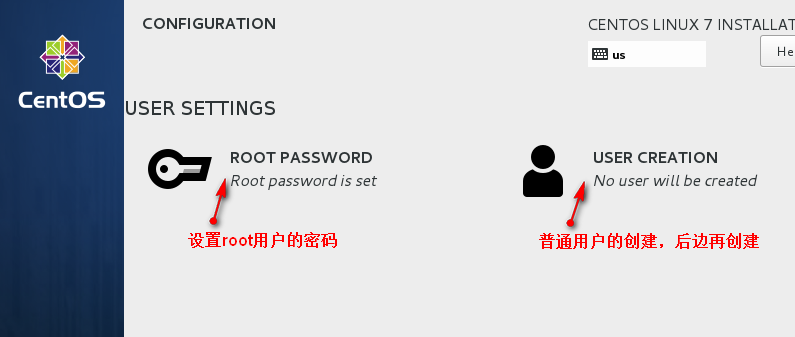 CONFIGURATION
CENTOS LINUX 7 INSTALLAT
us
He
CentOS
USER SETTINGS
ROOT PASSWORD
Root password is set
USER CREATION
No user will be created
设置root用户的密码
普通用户的创建，后边再创建